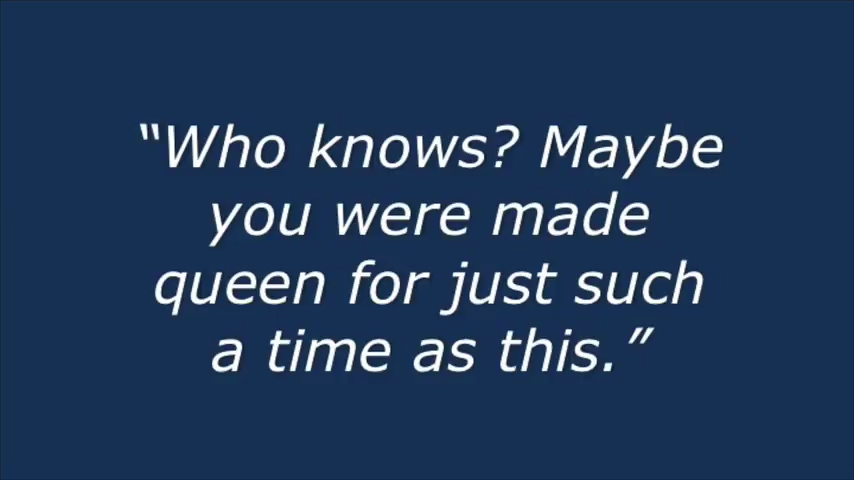 “Who knows? Maybe
you were made
queen for just such
a time as this.”